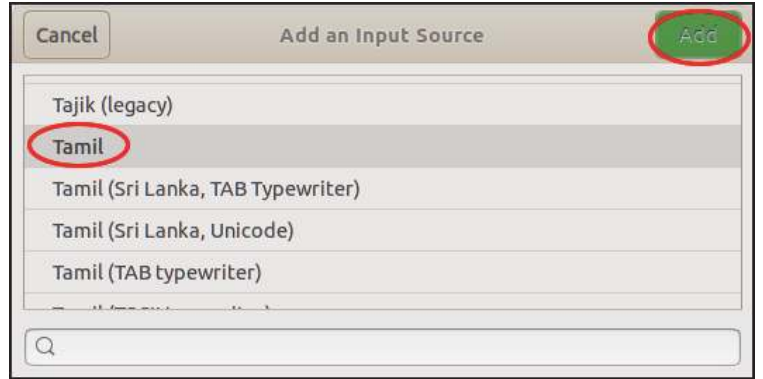 Cancel Add an Input Source Add
Tajik (legacy)
Tamil
Tamil (Sri Lanka, TAB Typewriter)
Tamil (Sri Lanka, Unicode)
Tamil (TAB typewriter)